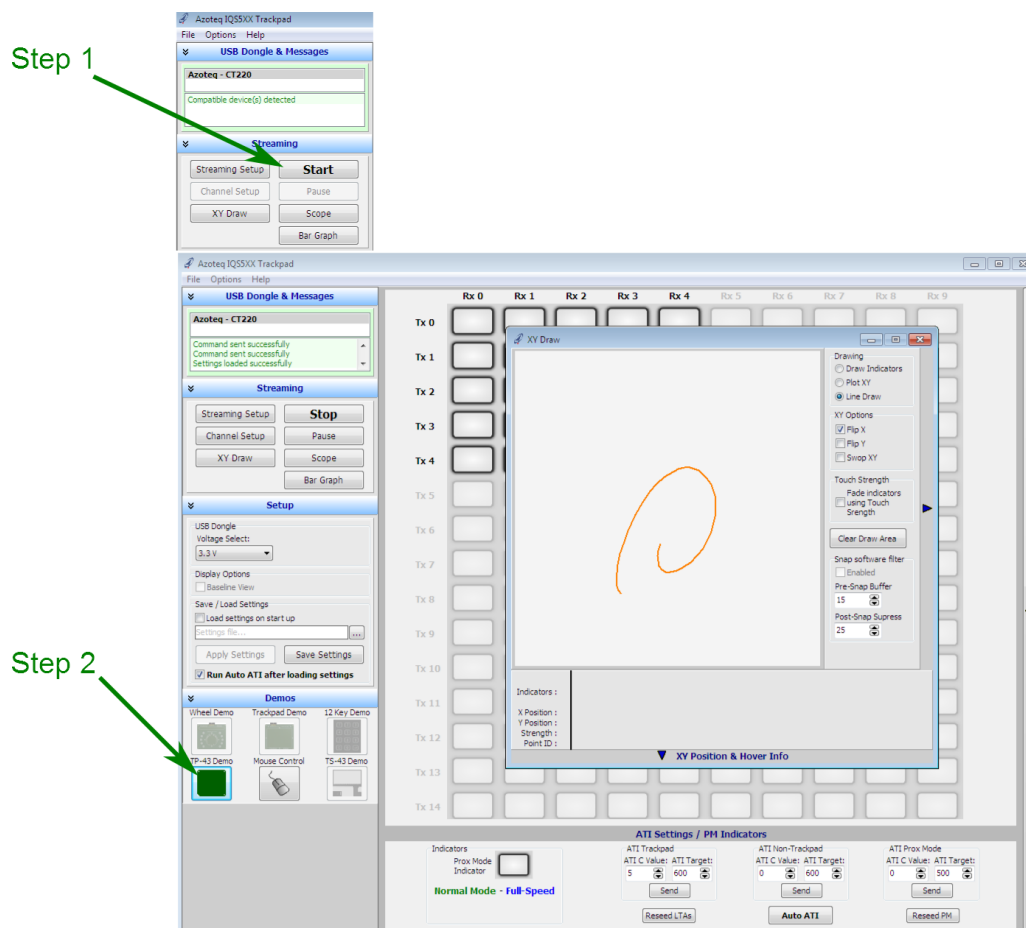 Azoteq IQS5XX Trackpad
File Options Help
USB Dongle & Messages
Step 1
Azoteq - CT220
Compatible device(s) detected
Streaming
Streaming Setup Start
Channel Setup Pause
XY Draw Scope
Bar Graph
Azoteq IQS5XX Trackpad
File Options Help
USB Dongle & Messages
Azoteq - CT220
Command sent successfully
Command sent successfully
Settings loaded successfully
Streaming
Streaming Setup Stop
Channel Setup Pause
XY Draw Scope
Bar Graph
Setup
USB Dongle
Voltage Select:
3.3 V
Display Options
Baseline View
Save / Load Settings
Load settings on start up
Settings file... ...
Apply Settings Save Settings
Run Auto ATI after loading settings
Step 2
Demos
Wheel Demo Trackpad Demo 12 Key Demo
TP-43 Demo Mouse Control TS-43 Demo
Rx 0 Rx 1 Rx 2 Rx 3 Rx 4 Rx 5 Rx 6 Rx 7 Rx 8 Rx 9
Tx 0
Tx 1
Tx 2
Tx 3
Tx 4
Tx 5
Tx 6
Tx 7
Tx 8
Tx 9
Tx 10
Tx 11
Tx 12
Tx 13
Tx 14
XY Draw
Drawing
Draw Indicators
Plot XY
Line Draw
XY Options
Flip X
Flip Y
Swop XY
Touch Strength
Fade indicators
using Touch
Srength
Clear Draw Area
Snap software filter
Enabled
Pre-Snap Buffer
15
Post-Snap Supress
25
Indicators :
X Position :
Y Position :
Strength :
Point ID :
XY Position & Hover Info
ATI Settings / PM Indicators
Indicators
Prox Mode
Indicator
Normal Mode - Full-Speed
ATI Trackpad
ATI C Value: ATI Target:
5 600
Send
Reseed LTAs
ATI Non-Trackpad
ATI C Value: ATI Target:
0 600
Send
Auto ATI
ATI Prox Mode
ATI C Value: ATI Target:
0 500
Send
Reseed PM